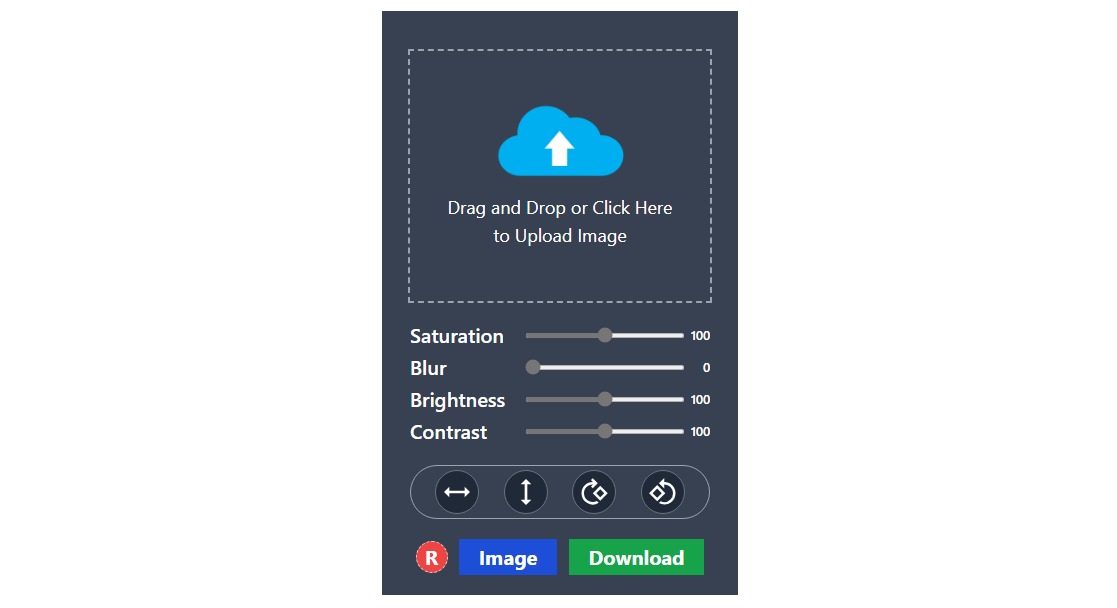 Drag and Drop or Click Here
to Upload Image
Saturation 100
Blur 0
Brightness 100
Contrast 100
R Image Download